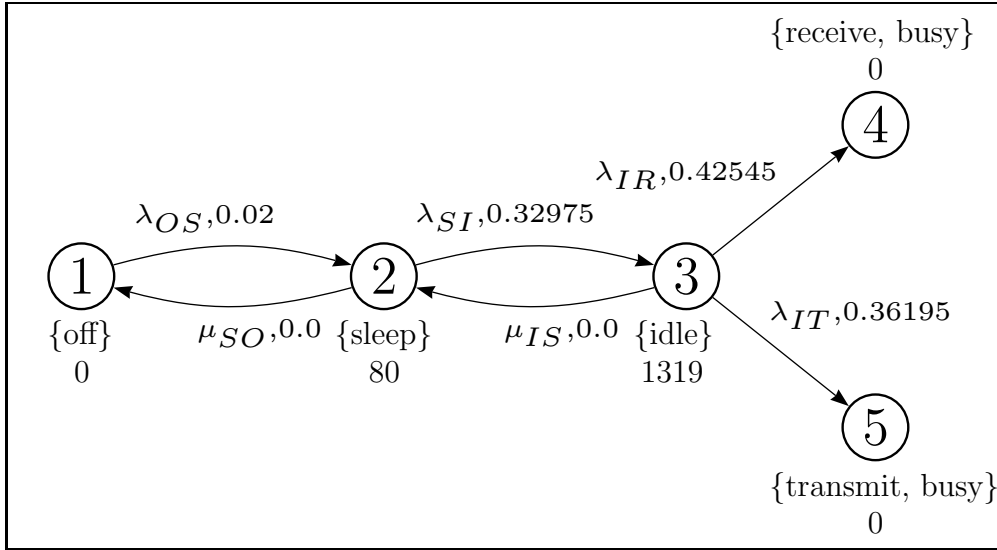 {receive, busy}
0
4
λIR,0.42545
λOS,0.02
λSI,0.32975
1
2
3
λIT,0.36195
μSO,0.0
μIS,0.0
{off}
{sleep}
{idle}
0
80
1319
5
{transmit, busy}
0